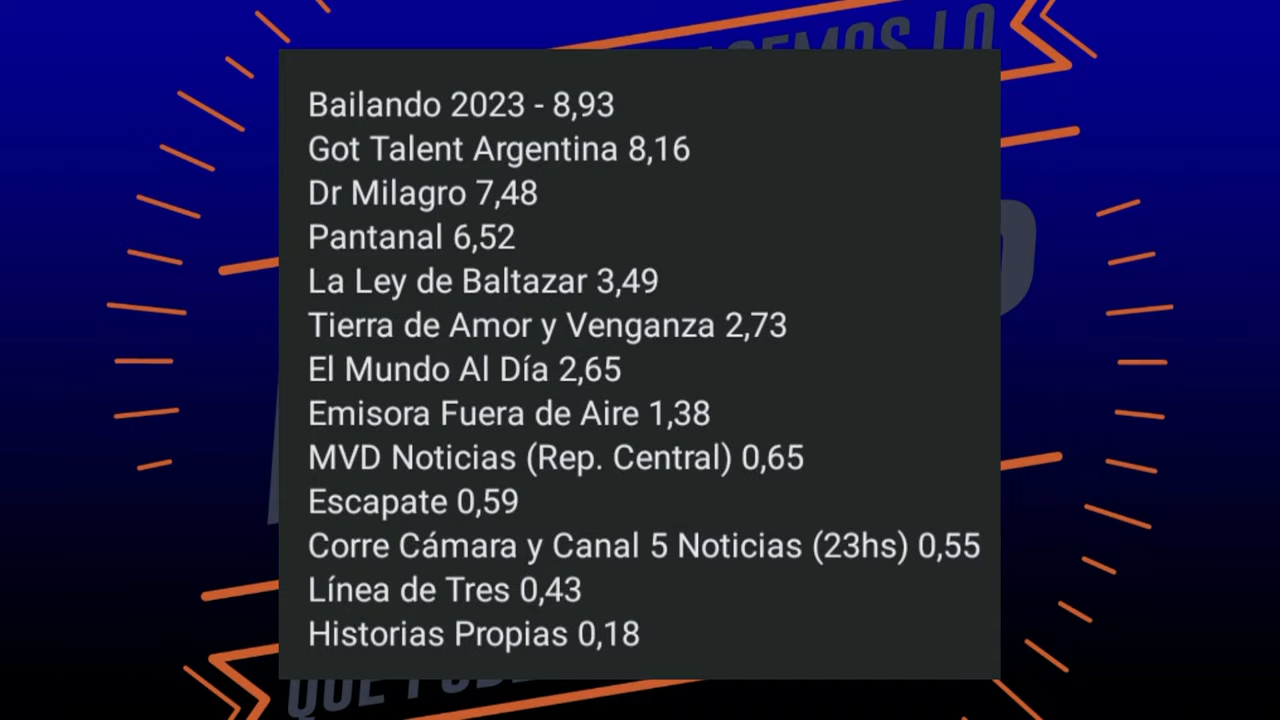 HACEMOS LO
Bailando 2023 - 8,93
Got Talent Argentina 8,16
Dr Milagro 7,48
Pantanal 6,52
La Ley de Baltazar 3,49
Tierra de Amor y Venganza 2,73
El Mundo Al Día 2,65
Emisora Fuera de Aire 1,38
MVD Noticias (Rep. Central) 0,65
Escapate 0,59
Corre Cámara y Canal 5 Noticias (23hs) 0,55
Línea de Tres 0,43
Historias Propias 0,18
QUE